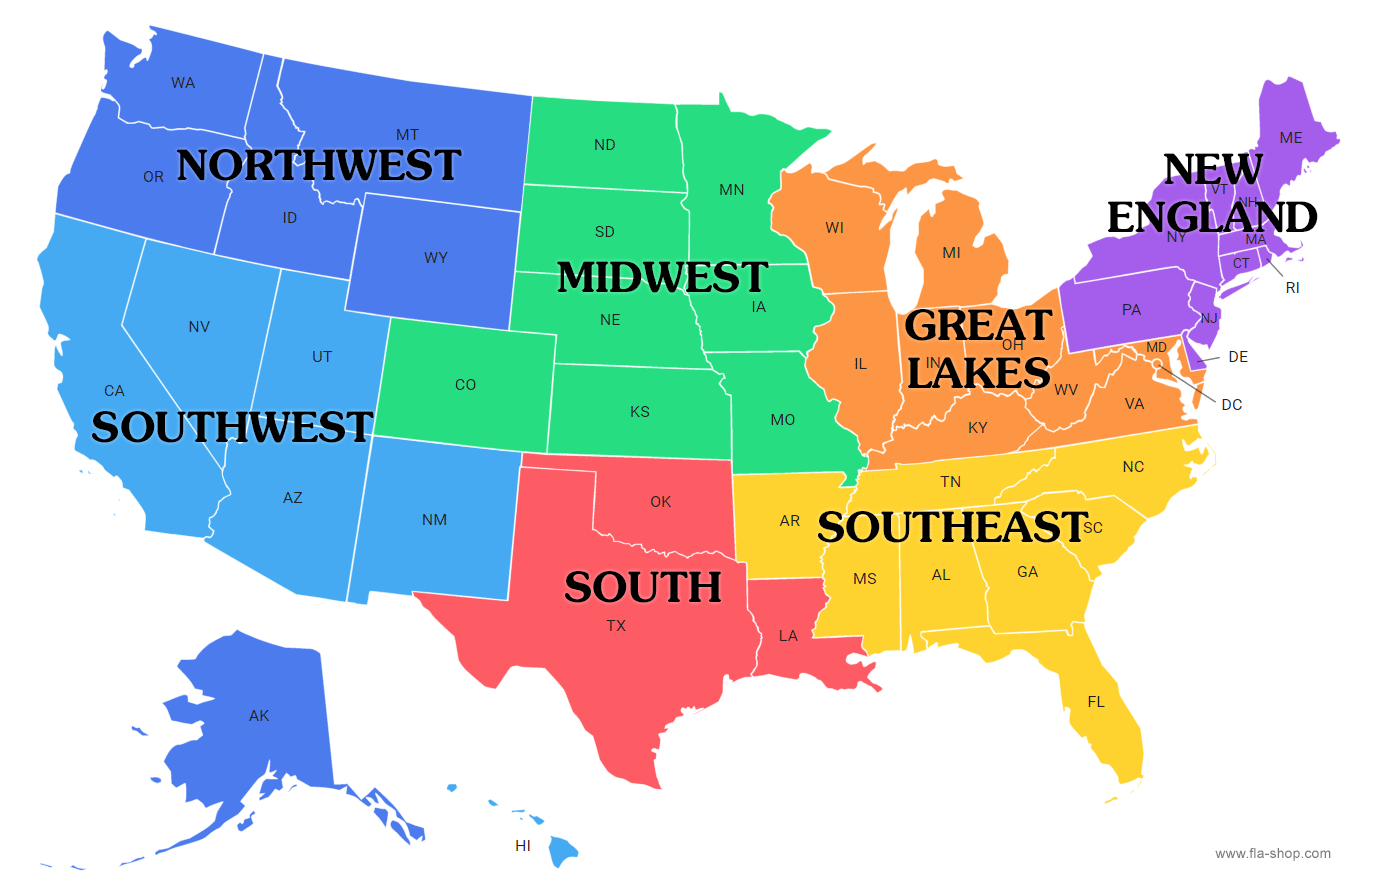 WA
MT
ND
MN
ME
NORTHWEST
OR
ID
WY
SD
WI
MI
NEW
ENGLAND
VT
NH
NY
MA
CT
RI
MIDWEST
NE
IA
PA
NJ
NV
UT
CO
KS
MO
IL
IN
OH
GREAT
LAKES
WV
MD
DE
DC
VA
KY
CA
SOUTHWEST
AZ
NM
OK
AR
TN
NC
SOUTHEAST
SC
MS
AL
GA
SOUTH
TX
LA
FL
AK
HI
www.fla-shop.com